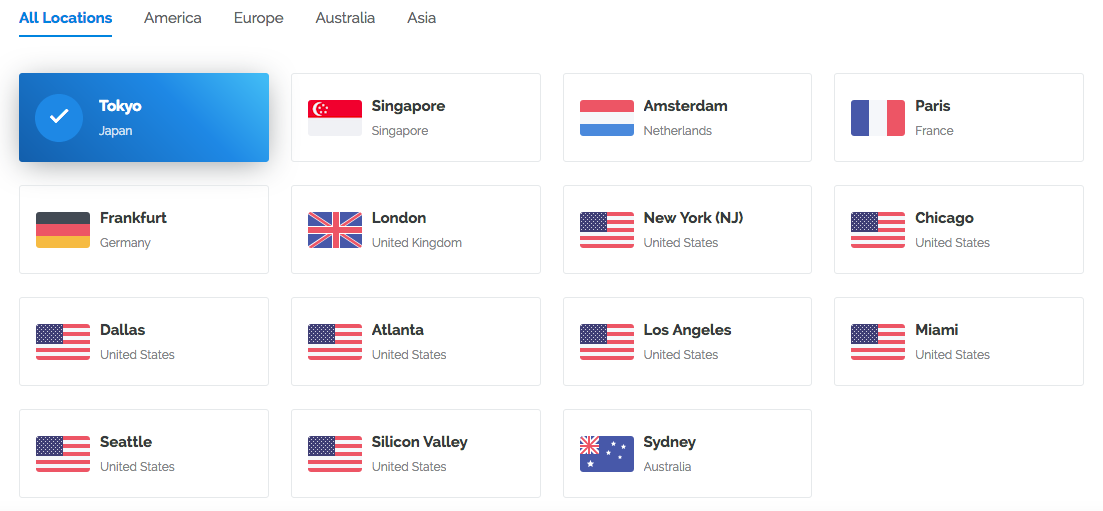 All Locations America Europe Australia Asia
Tokyo
Japan
Singapore
Singapore
Amsterdam
Netherlands
Paris
France
Frankfurt
Germany
London
United Kingdom
New York (NJ)
United States
Chicago
United States
Dallas
United States
Atlanta
United States
Los Angeles
United States
Miami
United States
Seattle
United States
Silicon Valley
United States
Sydney
Australia